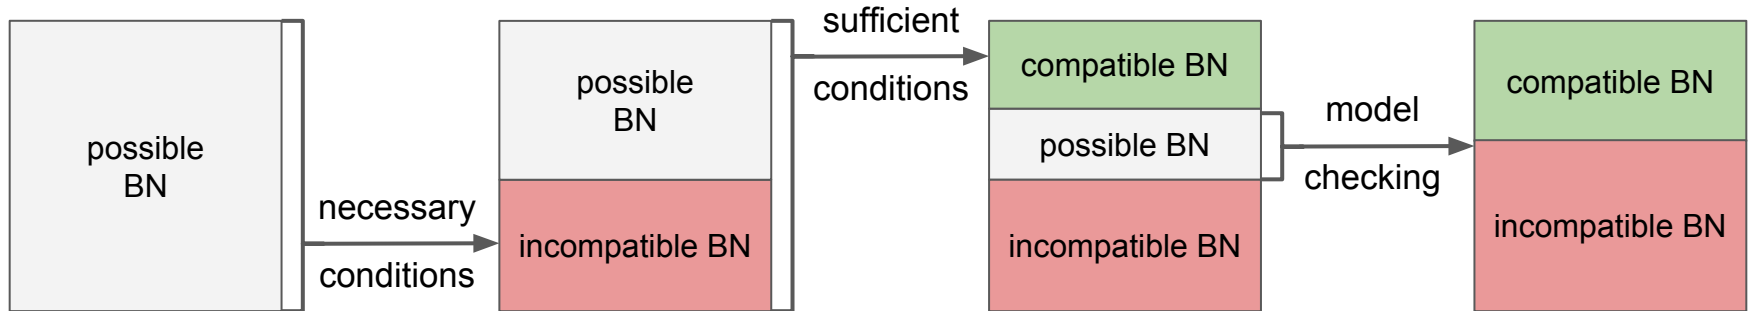 possible
BN
necessary
conditions
possible
BN
incompatible BN
sufficient
conditions
compatible BN
possible BN
incompatible BN
model
checking
compatible BN
incompatible BN